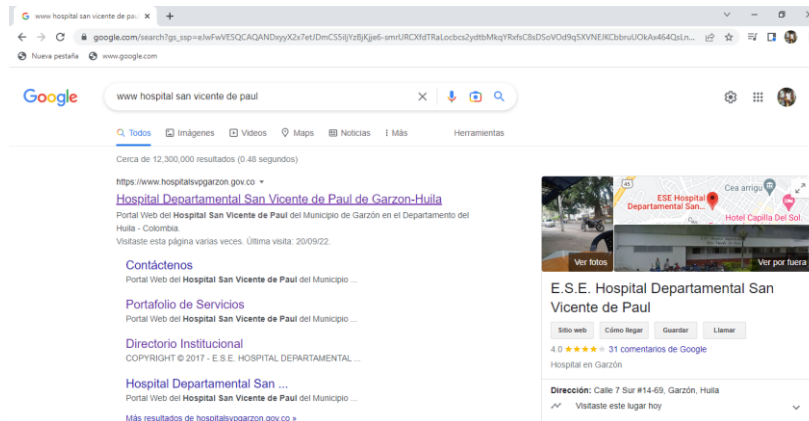 www hospital san vicente de pau
Nueva pestaña www.google.com
Google
www hospital san vicente de paul
Todos Imágenes Videos Maps Noticias Más Herramientas
Cerca de 12,300,000 resultados (0.48 segundos)
https://www.hospitalsvpgarzon.gov.co
Hospital Departamental San Vicente de Paul de Garzon-Huila
Portal Web del Hospital San Vicente de Paul del Municipio de Garzón en el Departamento del
Huila - Colombia.
Visitaste esta página varias veces. Última visita: 20/09/22.
Contáctenos
Portal Web del Hospital San Vicente de Paul del Municipio ...
Portafolio de Servicios
Portal Web del Hospital San Vicente de Paul del Municipio ...
Directorio Institucional
COPYRIGHT © 2017 - E.S.E. HOSPITAL DEPARTAMENTAL ...
Hospital Departamental San ...
Portal Web del Hospital San Vicente de Paul del Municipio ...
Más resultados de hospitalsvpgarzon.gov.co »
45
Cea arrigu
ESE Hospital
Departamental San...
Hotel Capilla Del Sol
Ver fotos
Ver por fuera
E.S.E. Hospital Departamental San
Vicente de Paul
Sitio web Cómo llegar Guardar Llamar
4.0 31 comentarios de Google
Hospital en Garzón
Dirección: Calle 7 Sur #14-69, Garzón, Huila
Visitaste este lugar hoy